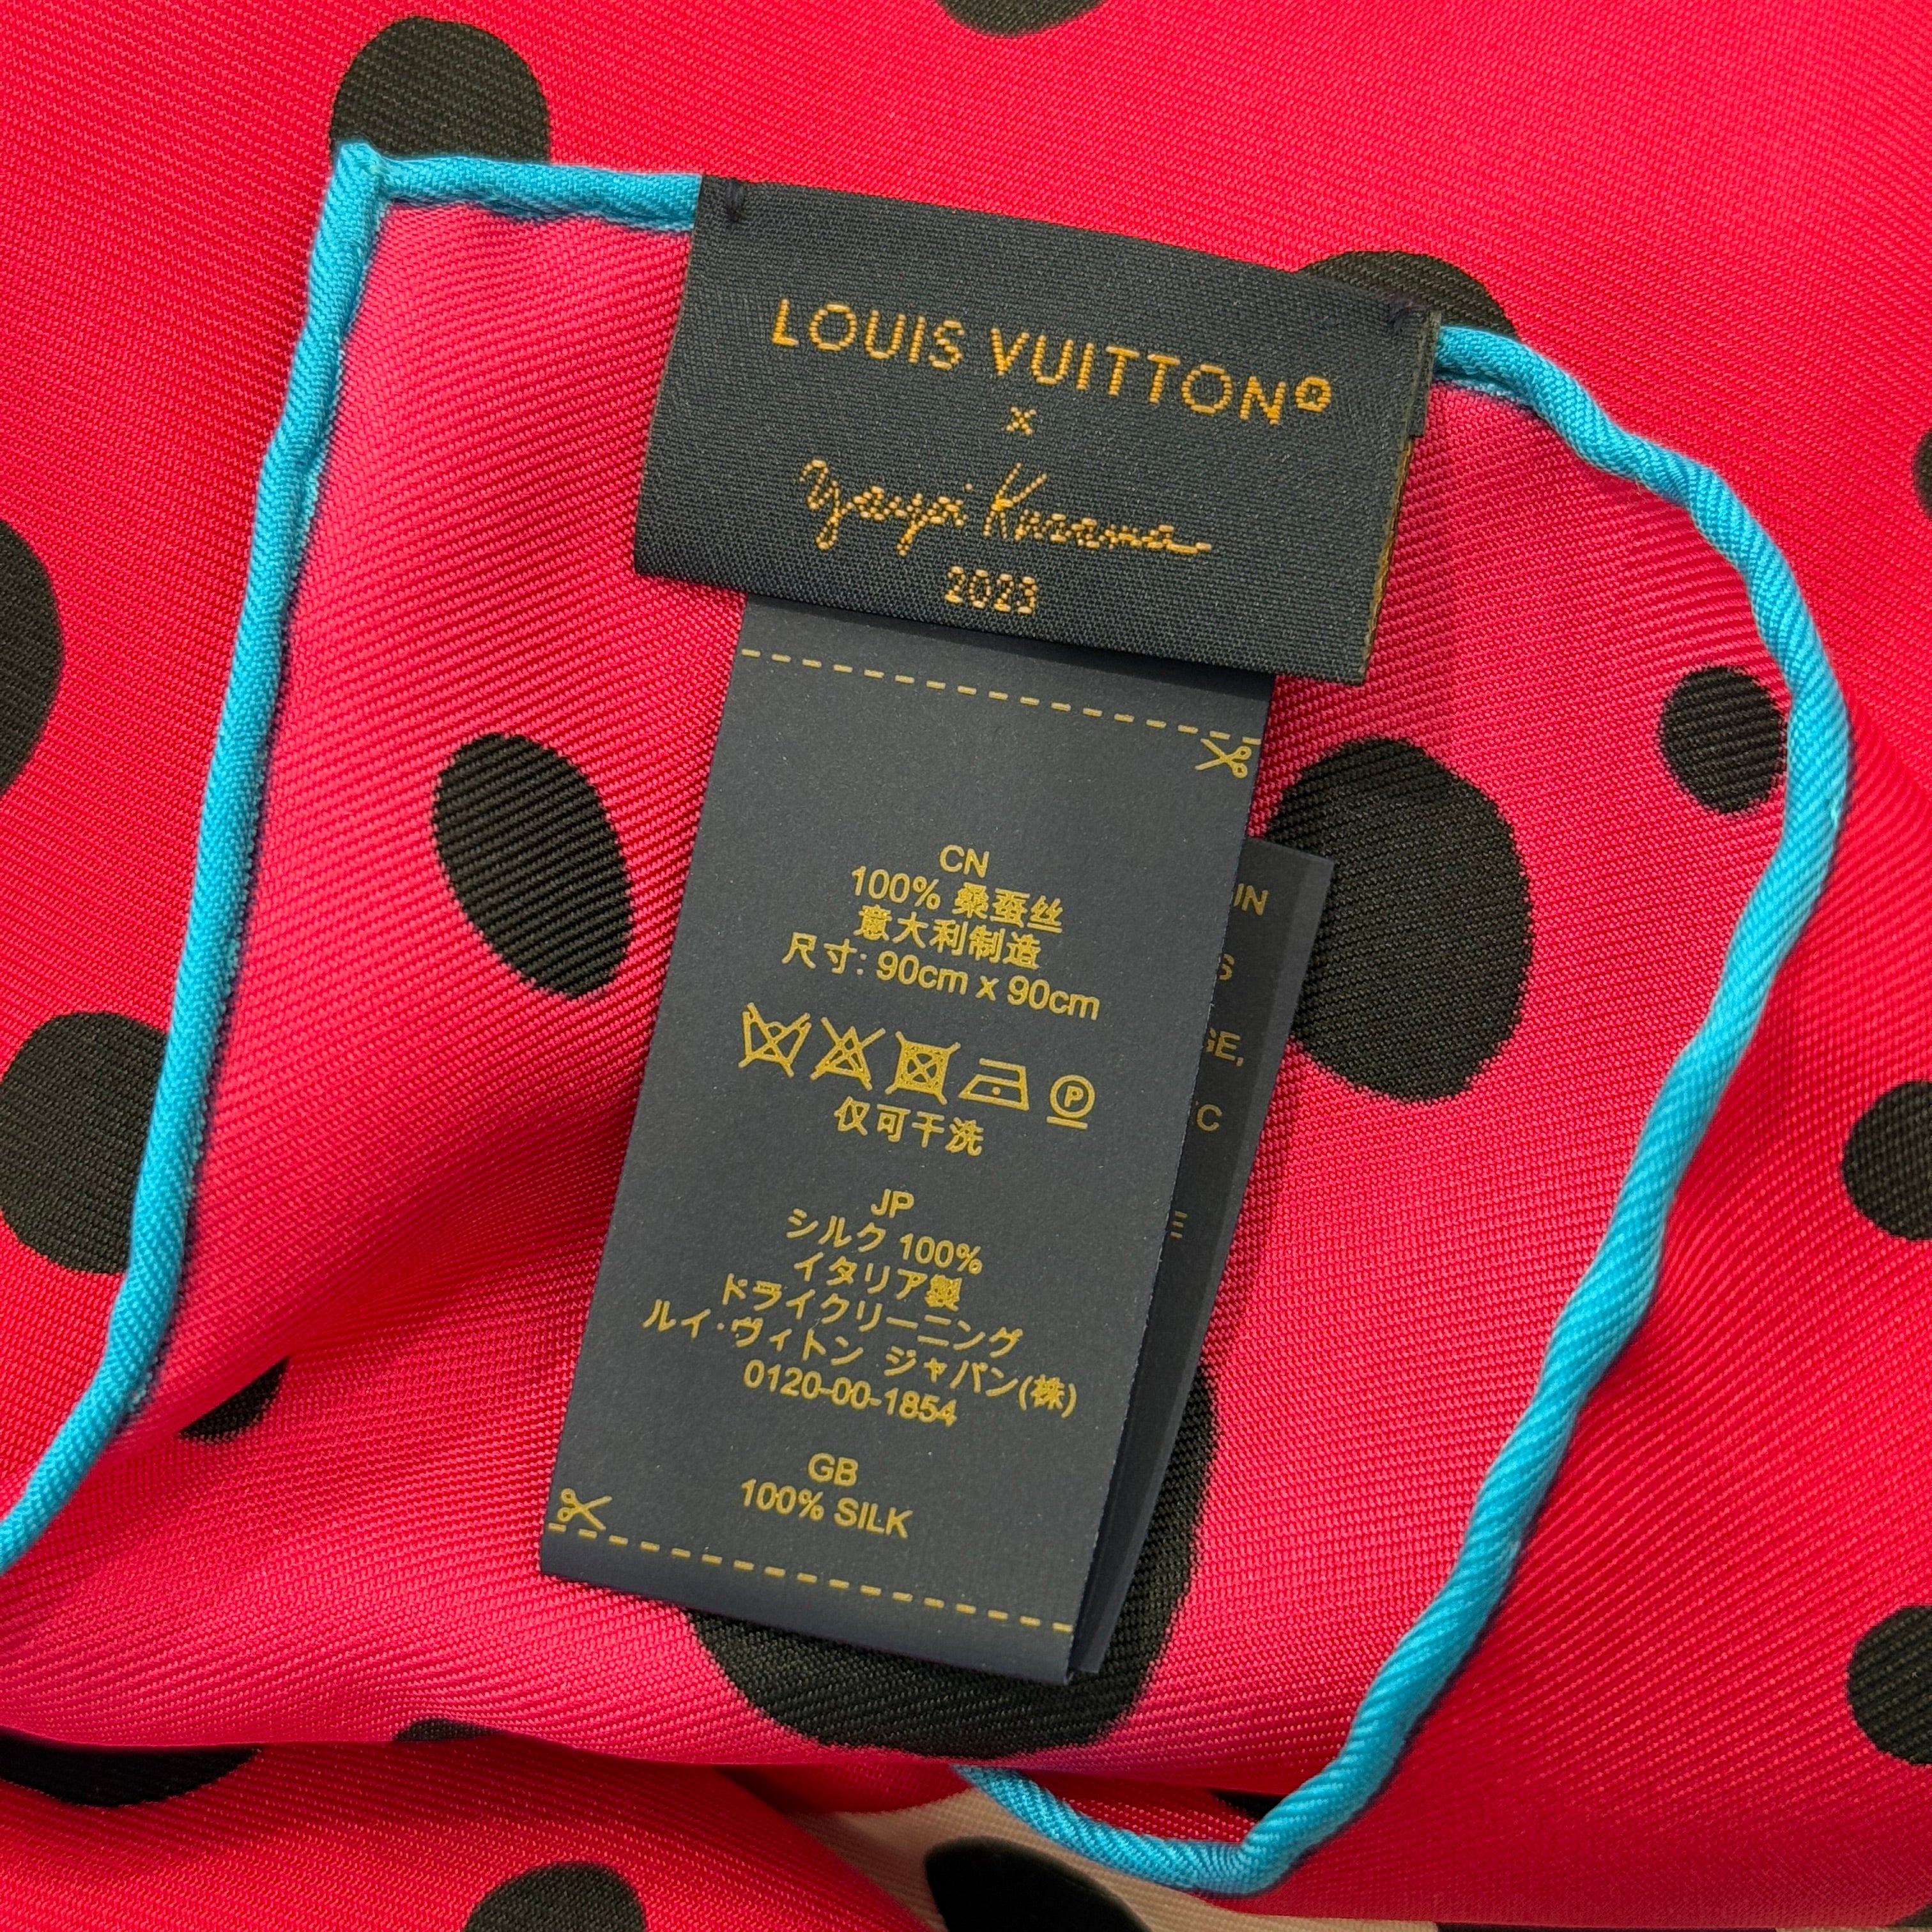 LOUIS VUITTON®
x
Yayoi Kusama
2023
CN
100% 桑蚕丝
意大利制造
尺寸: 90cm x 90cm
P
仅可干洗
JP
シルク 100%
イタリア製
ドライクリーニング
ルイ・ヴィトン ジャパン(株)
0120-00-1854
GB
100% SILK